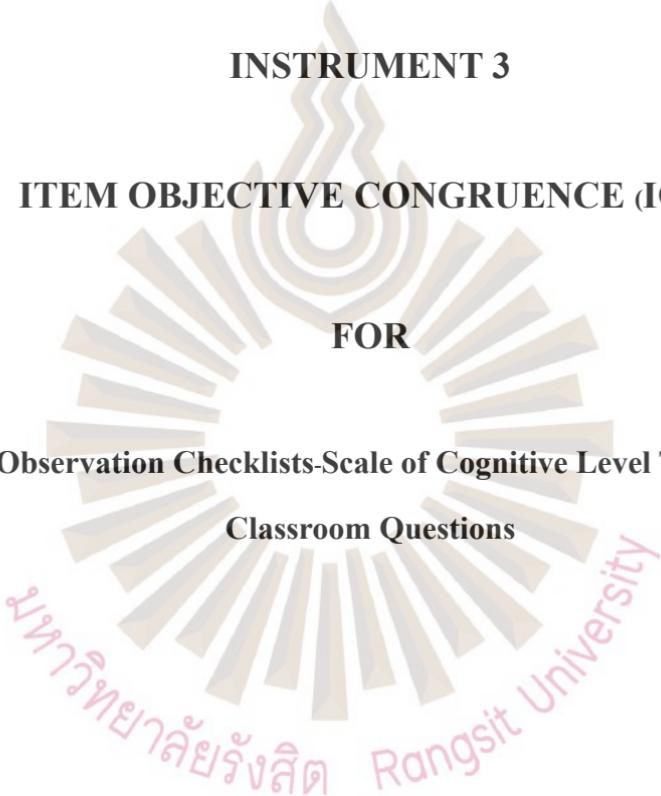 INSTRUMENT 3
ITEM OBJECTIVE CONGRUENCE
FOR
Observation Checklists-Scale of Cognitive Level
Classroom Questions
มหาวิทยาลัยรังสิต Rangsit University